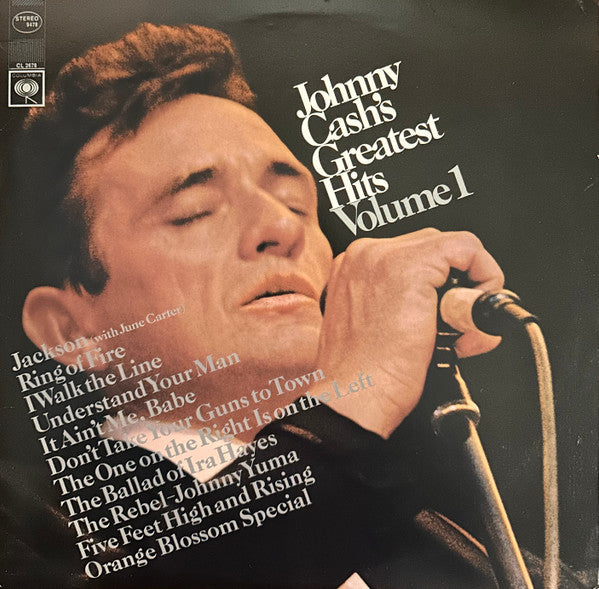 STEREO
9478
CL 2678
COLUMBIA
Johnny
Cash's
Greatest
Hits
Volume 1
Jackson (with June Carter)
Ring of Fire
I Walk the Line
Understand Your Man
It Ain't Me, Babe
Don't Take Your Guns to Town
The One on the Right Is on the Left
The Ballad of Ira Hayes
The Rebel-Johnny Yuma
Five Feet High and Rising
Orange Blossom Special